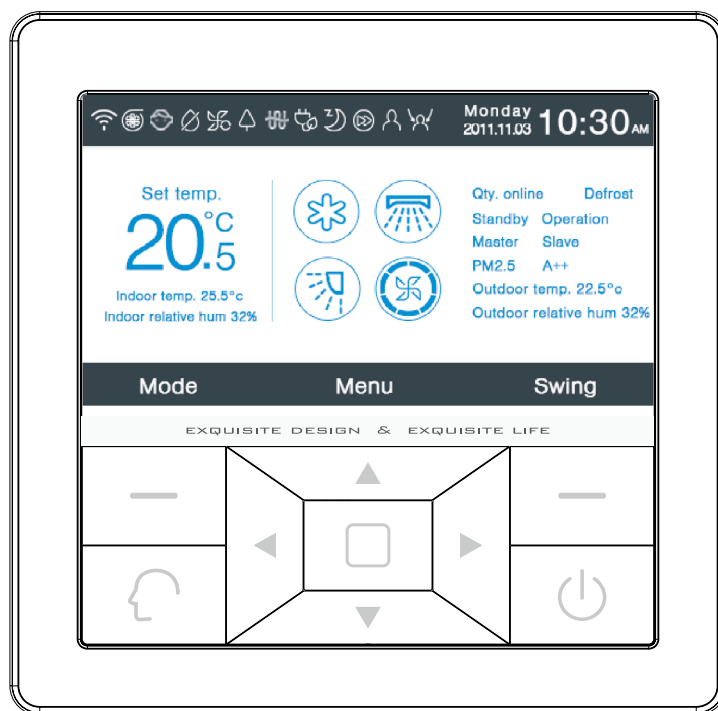 Monday
2011.11.03 10:30 AM
Set temp.
20.5°C
Indoor temp. 25.5°c
Indoor relative hum 32%
Qty. online Defrost
Standby Operation
Master Slave
PM2.5 A++
Outdoor temp. 22.5°c
Outdoor relative hum 32%
Mode Menu Swing
EXQUISITE DESIGN & EXQUISITE LIFE